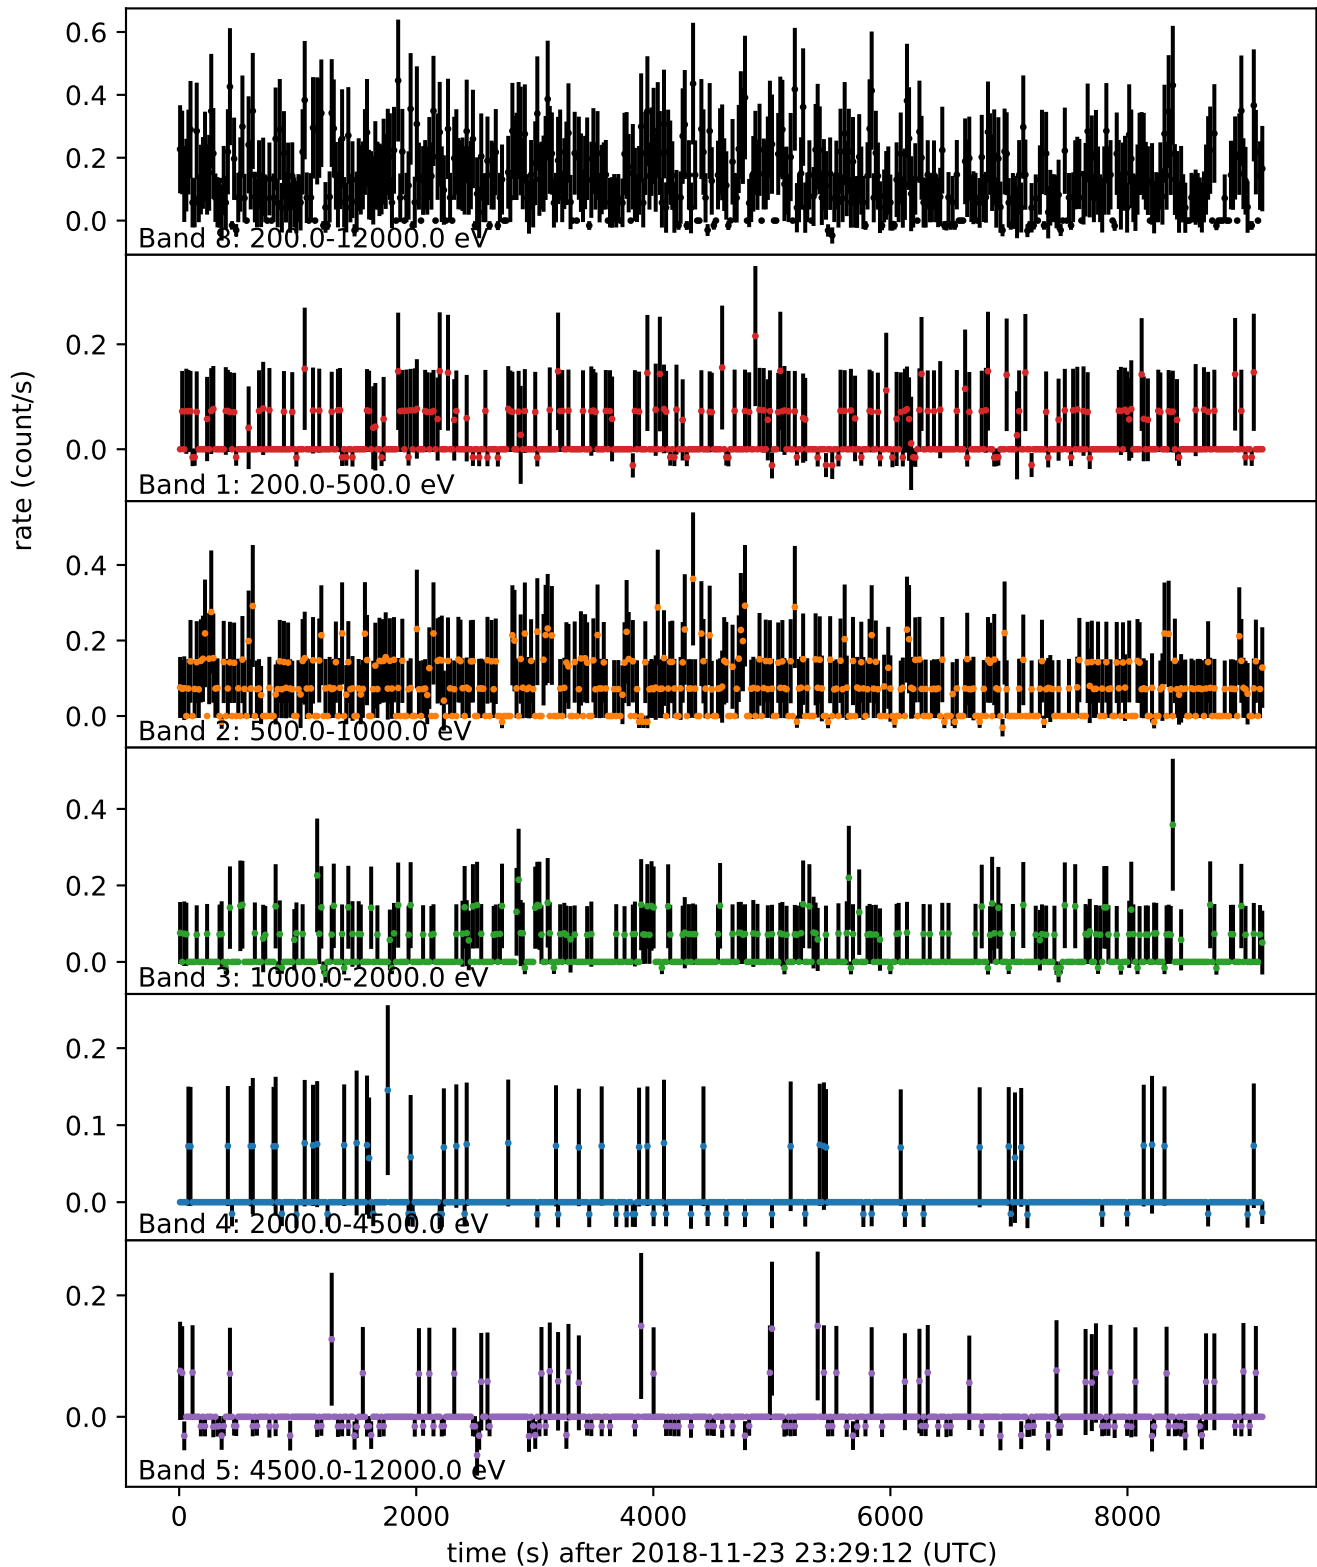 rate (count/s)
0.6
0.4
0.2
0.0
Band 8: 200.0-12000.0 eV
0.2
0.0
Band 1: 200.0-500.0 eV
0.4
0.2
0.0
Band 2: 500.0-1000.0 eV
0.4
0.2
0.0
Band 3: 1000.0-2000.0 eV
0.2
0.1
0.0
Band 4: 2000.0-4500.0 eV
0.2
0.0
Band 5: 4500.0-12000.0 eV
0 2000 4000 6000 8000
time (s) after 2018-11-23 23:29:12 (UTC)